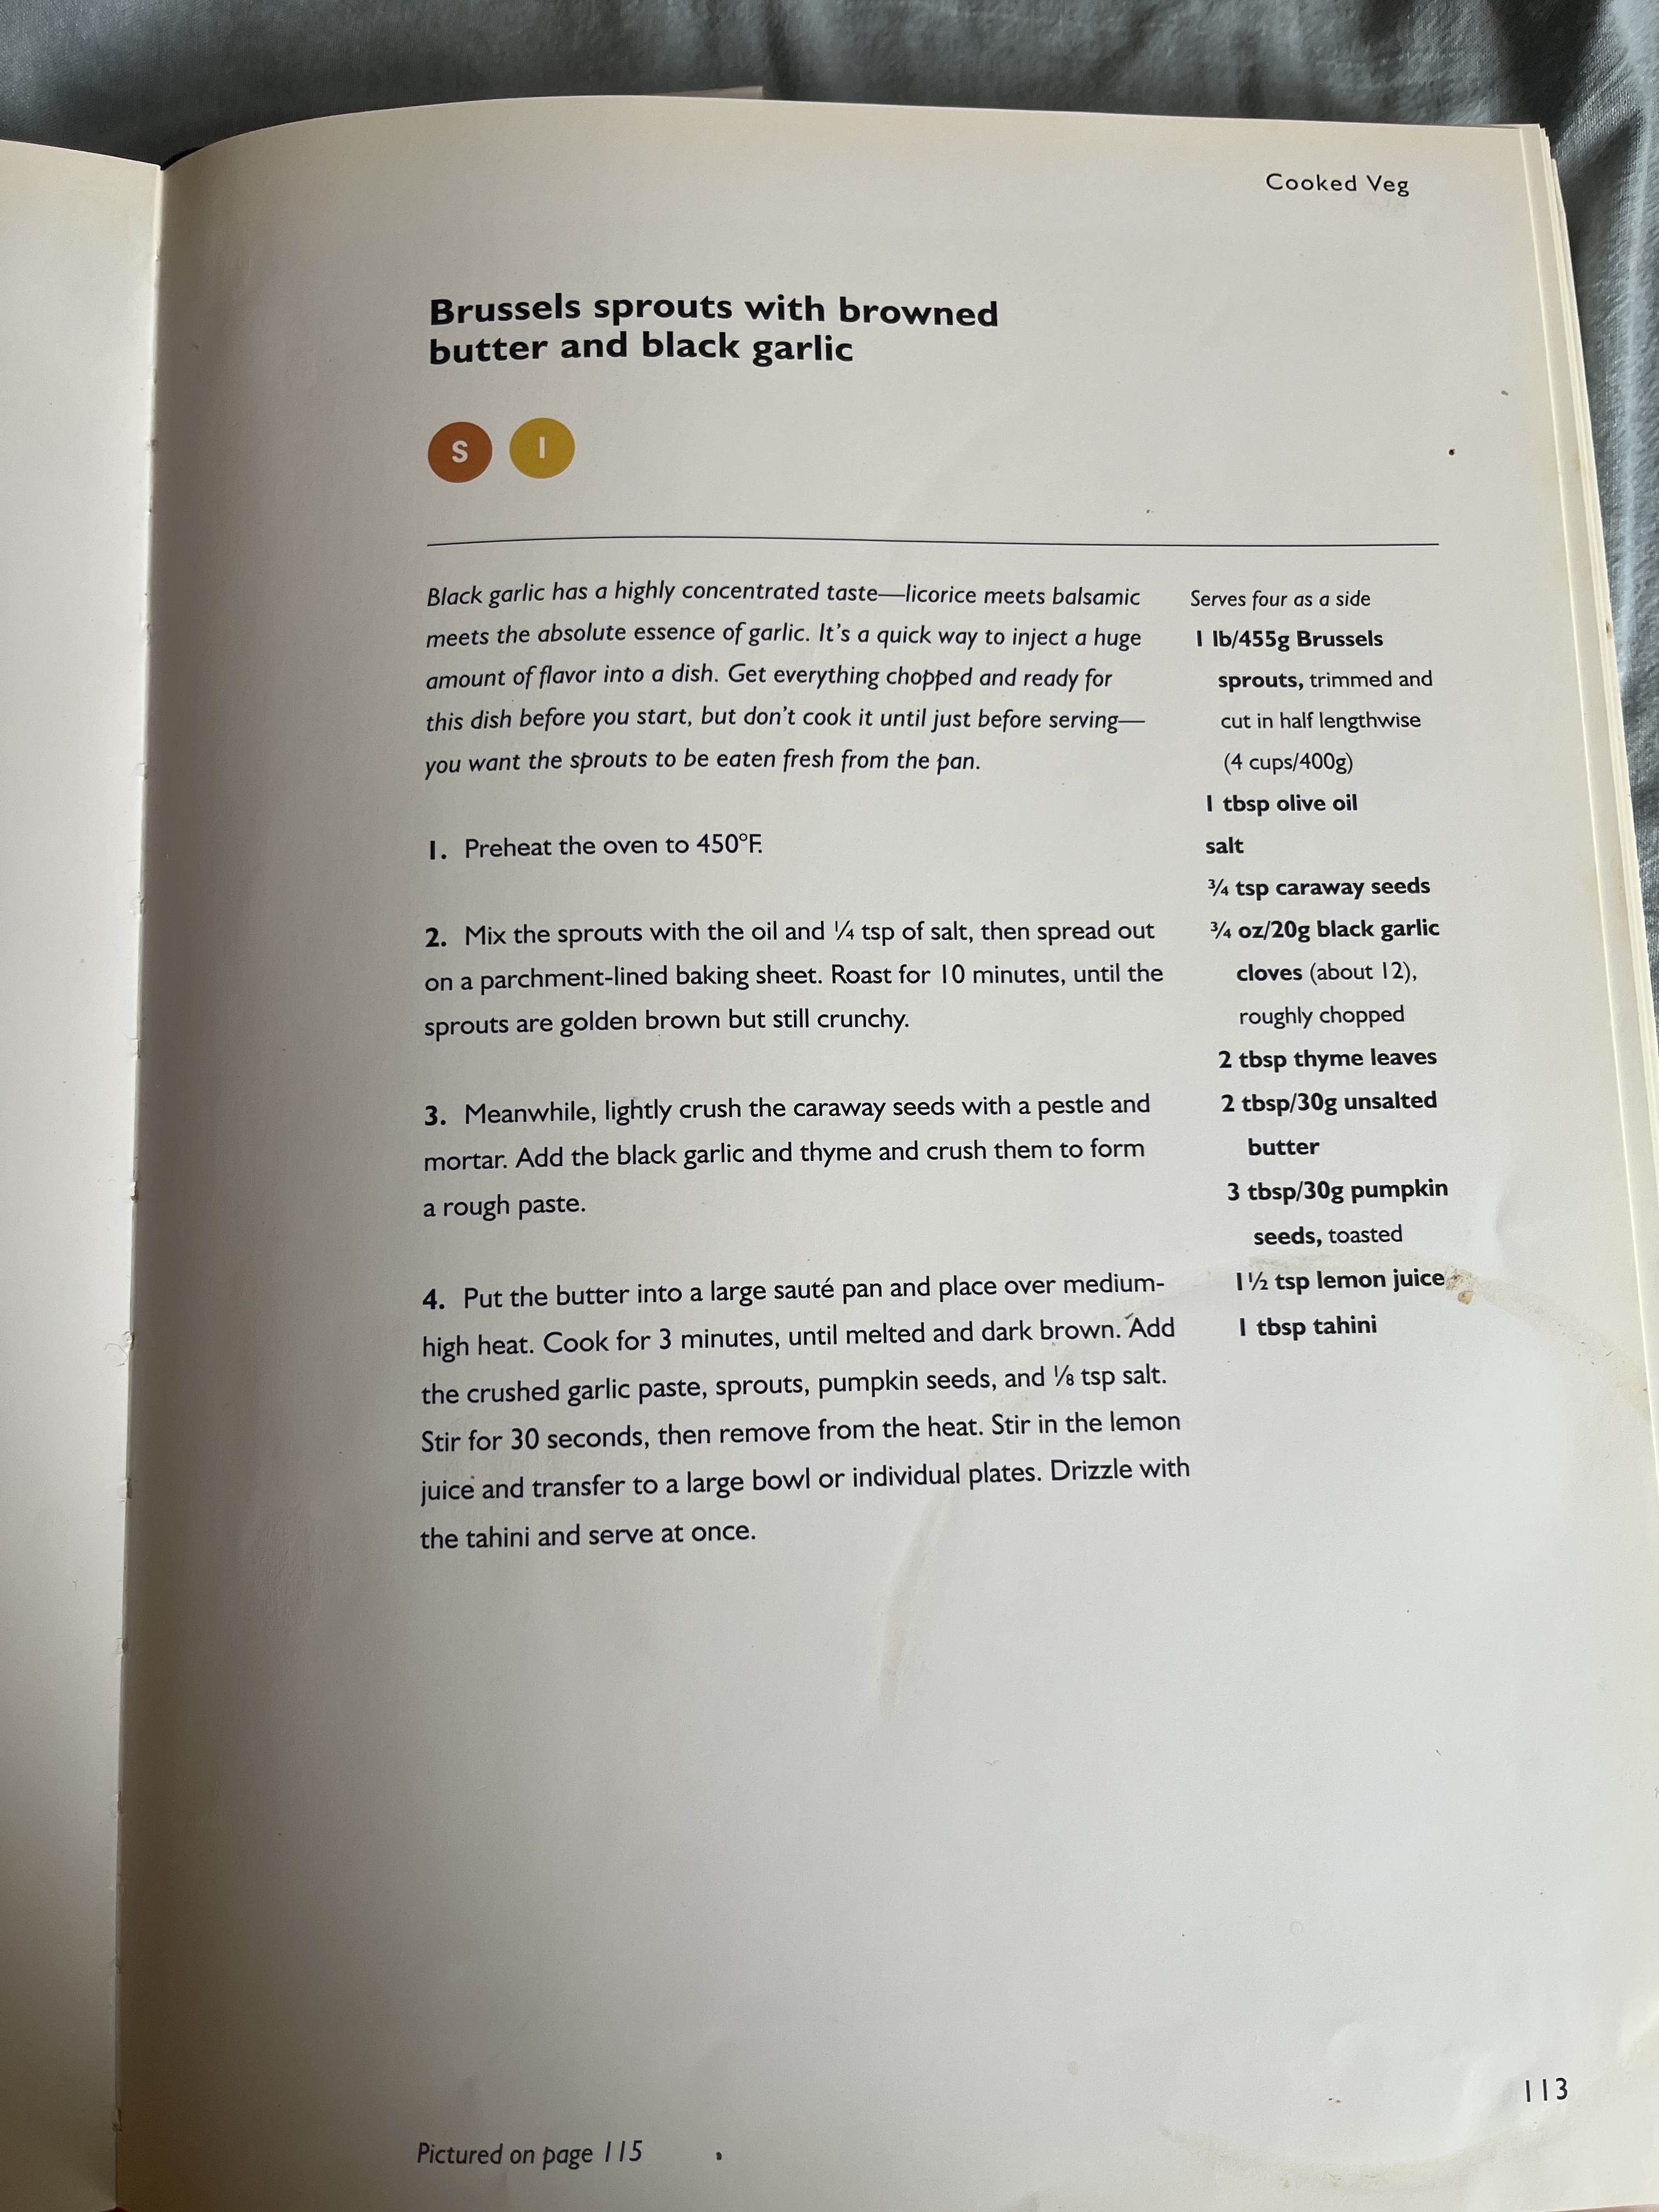 Cooked Veg
Brussels sprouts with browned
butter and black garlic
S I
Black garlic has a highly concentrated taste—licorice meets balsamic
meets the absolute essence of garlic. It's a quick way to inject a huge
amount of flavor into a dish. Get everything chopped and ready for
this dish before you start, but don't cook it until just before serving—
you want the sprouts to be eaten fresh from the pan.
1. Preheat the oven to 450°F.
2. Mix the sprouts with the oil and ¼ tsp of salt, then spread out
on a parchment-lined baking sheet. Roast for 10 minutes, until the
sprouts are golden brown but still crunchy.
3. Meanwhile, lightly crush the caraway seeds with a pestle and
mortar. Add the black garlic and thyme and crush them to form
a rough paste.
4. Put the butter into a large sauté pan and place over medium-
high heat. Cook for 3 minutes, until melted and dark brown. Add
the crushed garlic paste, sprouts, pumpkin seeds, and ⅛ tsp salt.
Stir for 30 seconds, then remove from the heat. Stir in the lemon
juice and transfer to a large bowl or individual plates. Drizzle with
the tahini and serve at once.
Serves four as a side
1 lb/455g Brussels
sprouts, trimmed and
cut in half lengthwise
(4 cups/400g)
1 tbsp olive oil
salt
¾ tsp caraway seeds
¾ oz/20g black garlic
cloves (about 12),
roughly chopped
2 tbsp thyme leaves
2 tbsp/30g unsalted
butter
3 tbsp/30g pumpkin
seeds, toasted
1½ tsp lemon juice
1 tbsp tahini
113
Pictured on page 115